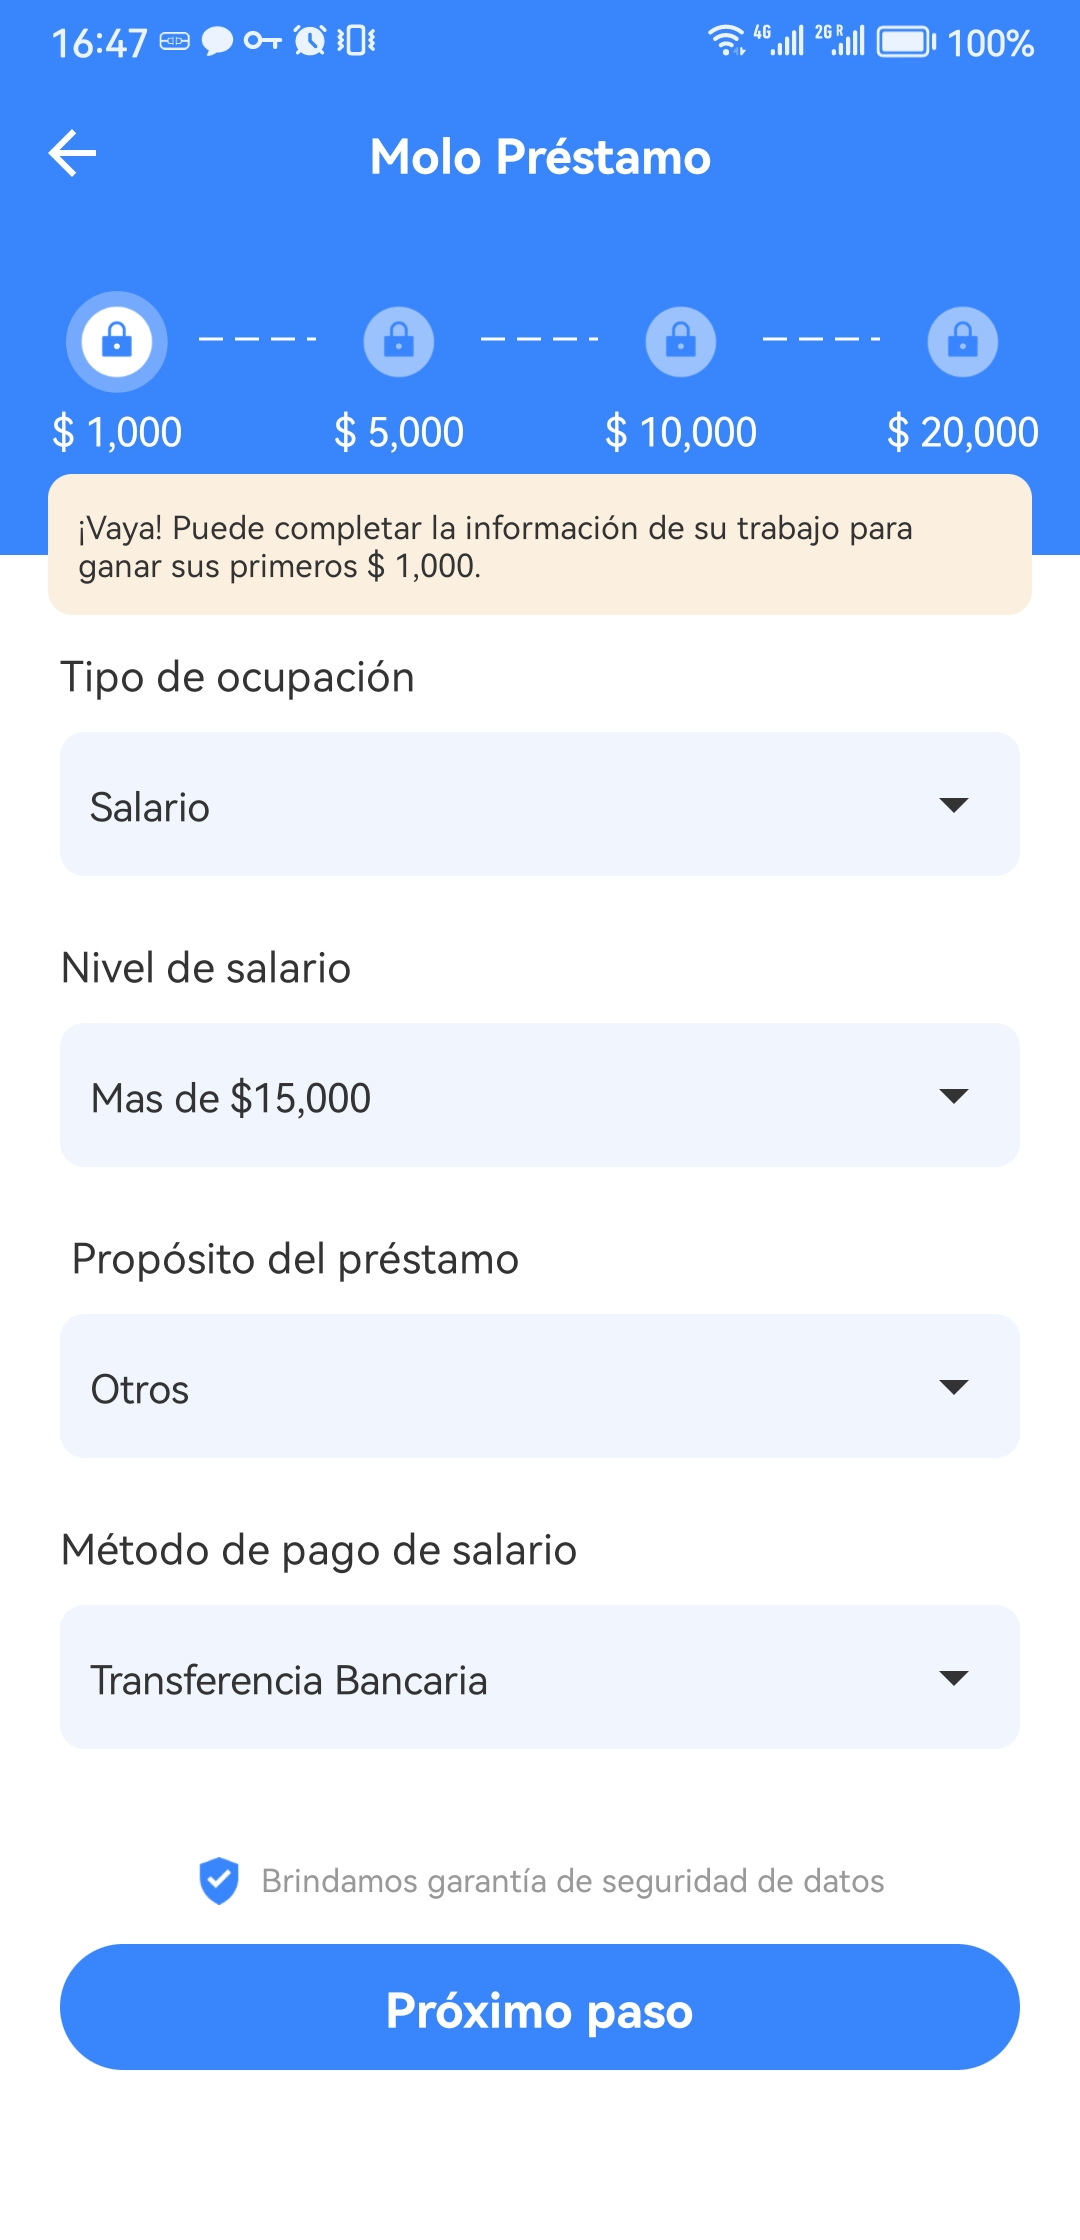 16:47
4G
2G R
100%
Molo Préstamo
$ 1,000
$ 5,000
$ 10,000
$ 20,000
¡Vaya! Puede completar la información de su trabajo para
ganar sus primeros $ 1,000.
Tipo de ocupación
Salario
Nivel de salario
Mas de $15,000
Propósito del préstamo
Otros
Método de pago de salario
Transferencia Bancaria
Brindamos garantía de seguridad de datos
Próximo paso